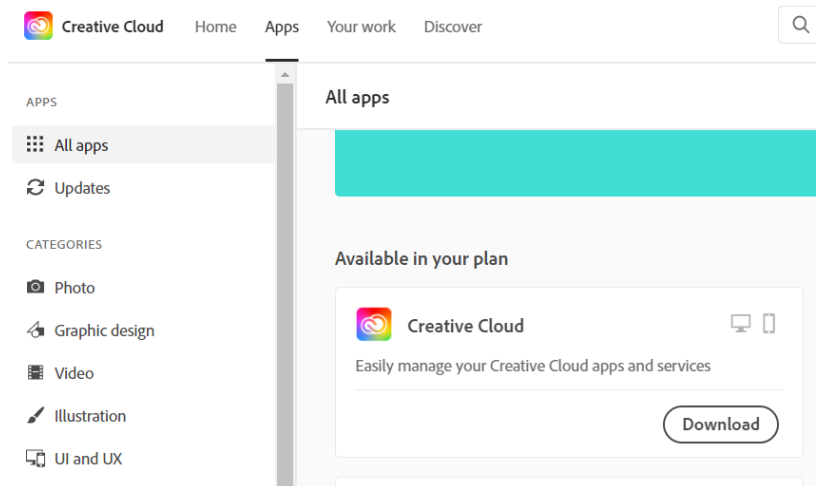 Creative Cloud Home Apps Your work Discover
APPS
All apps
Updates
CATEGORIES
Photo
Graphic design
Video
Illustration
UI and UX
All apps
Available in your plan
Creative Cloud
Easily manage your Creative Cloud apps and services
Download